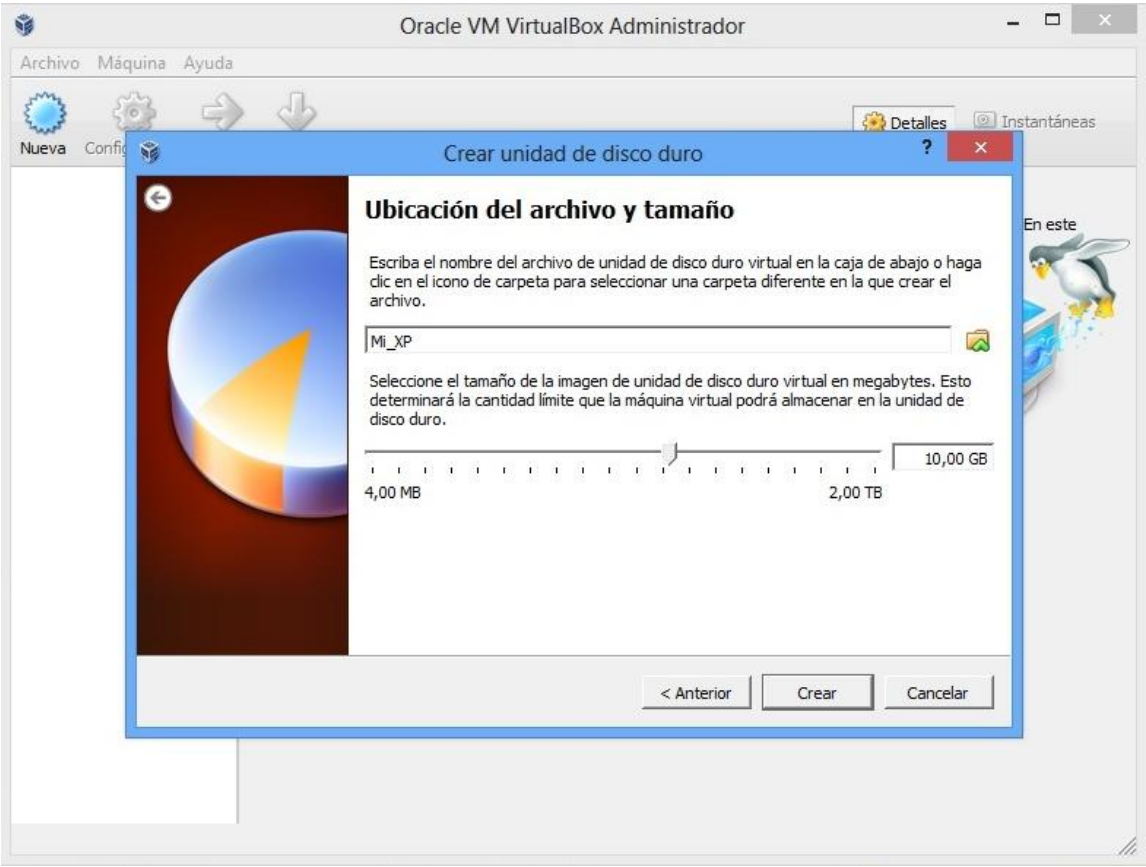 Oracle VM VirtualBox Administrador
Archivo Máquina Ayuda
Detalles Instantáneas
Nueva
Crear unidad de disco duro
?
Ubicación del archivo y tamaño
En este
Escriba el nombre del archivo de unidad de disco duro virtual en la caja de abajo o haga
clic en el icono de carpeta para seleccionar una carpeta diferente en la que crear el
archivo.
Mi_XP
Seleccione el tamaño de la imagen de unidad de disco duro virtual en megabytes. Esto
determinará la cantidad límite que la máquina virtual podrá almacenar en la unidad de
disco duro.
10,00 GB
4,00 MB 2,00 TB
< Anterior Crear Cancelar